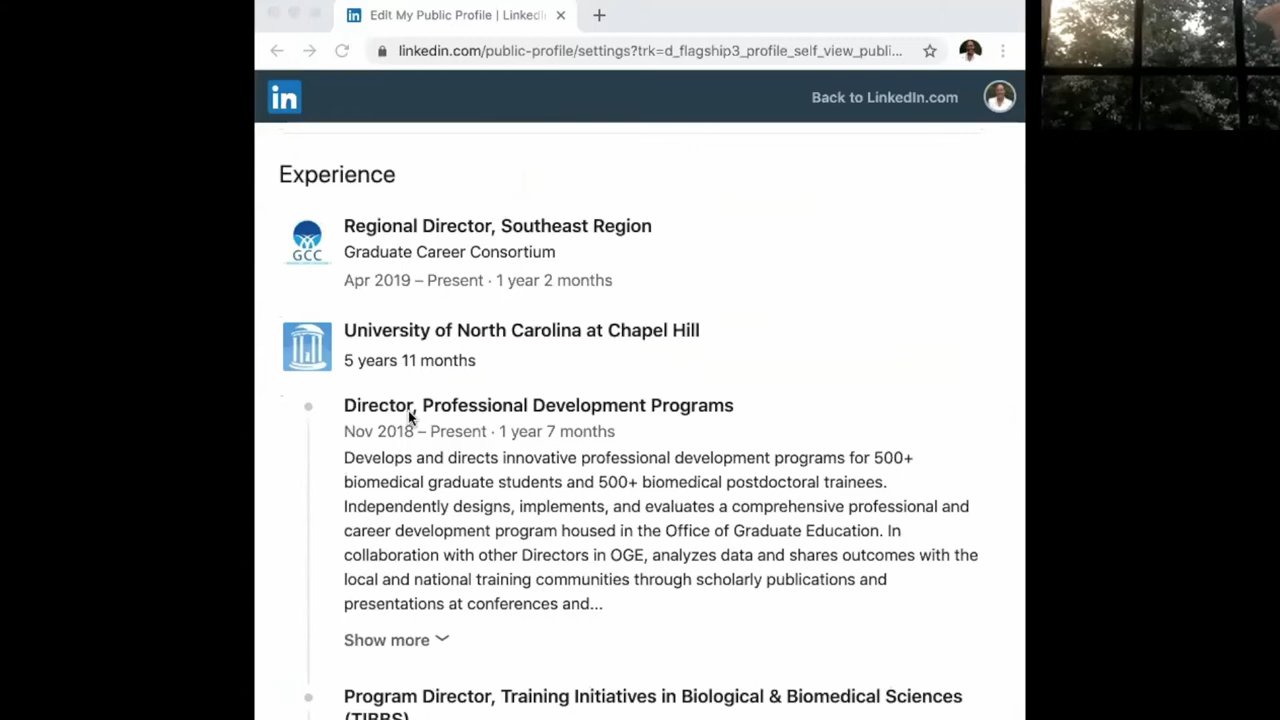 Edit My Public Profile | LinkedIn
linkedin.com/public-profile/settings?trk=d_flagship3_profile_self_view_publi...
in
Back to LinkedIn.com
Experience
Regional Director, Southeast Region
GCC
Graduate Career Consortium
Apr 2019 – Present · 1 year 2 months
University of North Carolina at Chapel Hill
5 years 11 months
Director, Professional Development Programs
Nov 2018 – Present · 1 year 7 months
Develops and directs innovative professional development programs for 500+
biomedical graduate students and 500+ biomedical postdoctoral trainees.
Independently designs, implements, and evaluates a comprehensive professional and
career development program housed in the Office of Graduate Education. In
collaboration with other Directors in OGE, analyzes data and shares outcomes with the
local and national training communities through scholarly publications and
presentations at conferences and...
Show more
Program Director, Training Initiatives in Biological & Biomedical Sciences
(TIBBS)